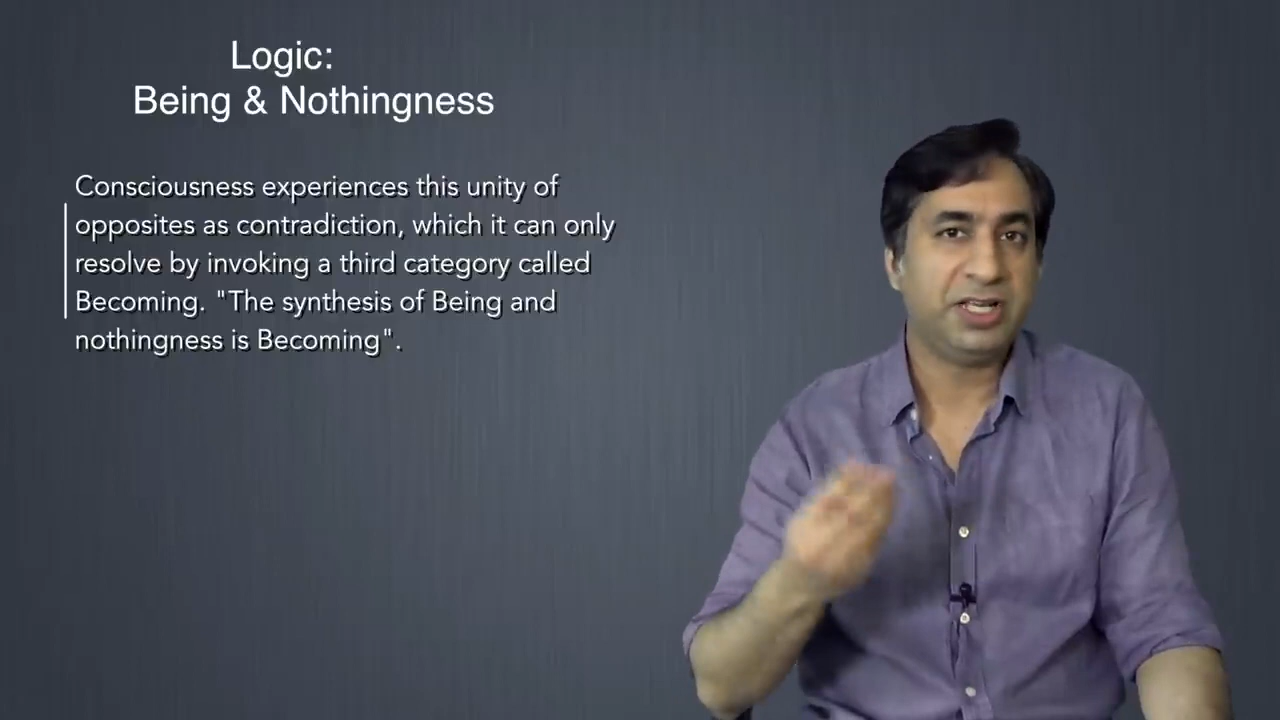 Logic:
Being & Nothingness
Consciousness experiences this unity of
opposites as contradiction, which it can only
resolve by invoking a third category called
Becoming. "The synthesis of Being and
nothingness is Becoming".